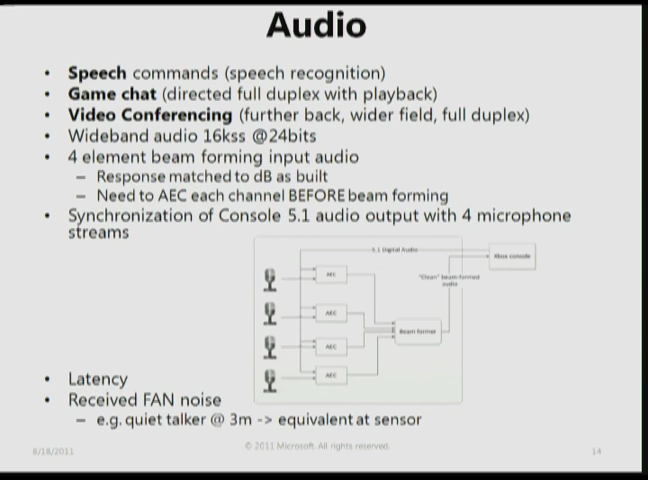 Audio
• Speech commands (speech recognition)
• Game chat (directed full duplex with playback)
• Video Conferencing (further back, wider field, full duplex)
• Wideband audio 16kss @24bits
• 4 element beam forming input audio
– Response matched to dB as built
– Need to AEC each channel BEFORE beam forming
• Synchronization of Console 5.1 audio output with 4 microphone
streams
5.1 Digital Audio
Xbox console
AEC
"Clean" beam formed
audio
AEC
Beam former
AEC
AEC
• Latency
• Received FAN noise
– e.g. quiet talker @ 3m -> equivalent at sensor
8/18/2011
© 2011 Microsoft. All rights reserved.
14